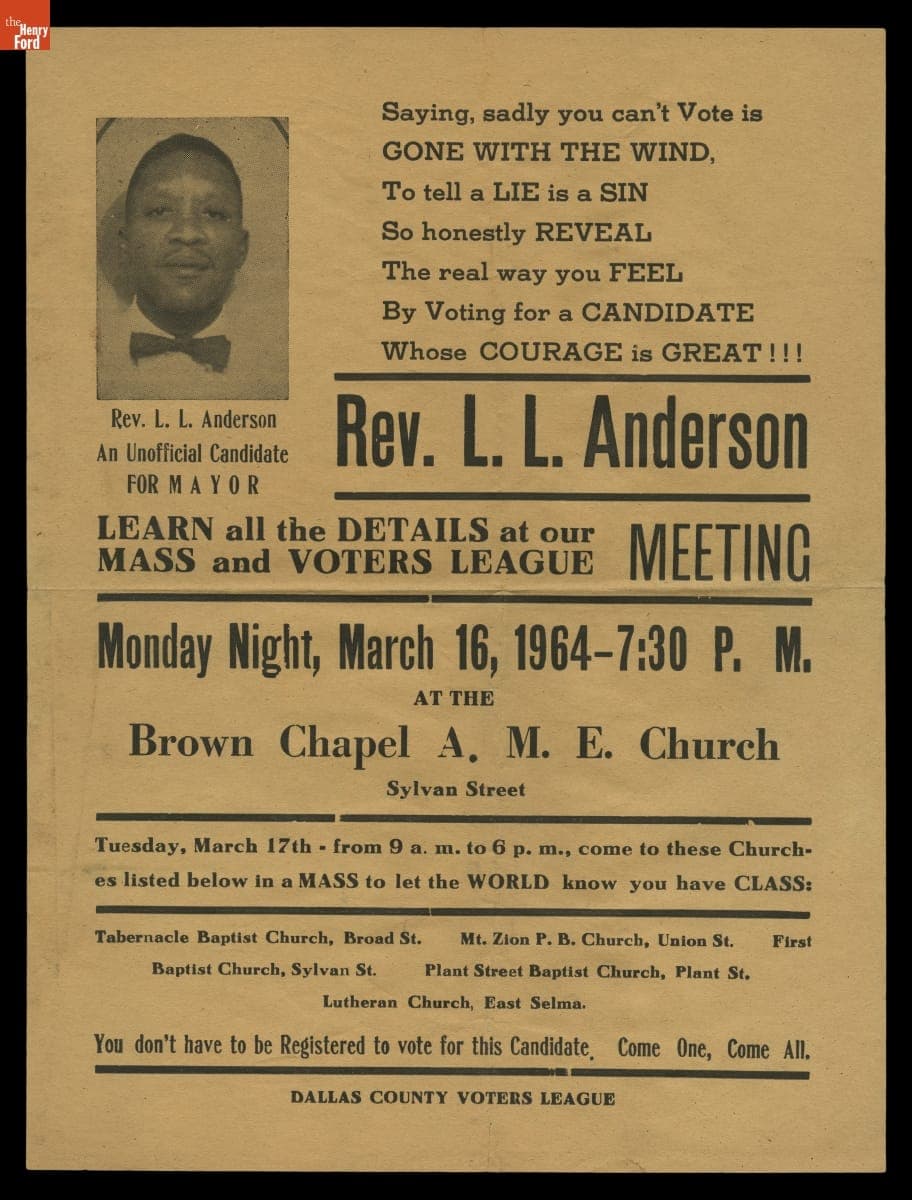 the
Henry
Ford
Saying, sadly you can't Vote is
GONE WITH THE WIND,
To tell a LIE is a SIN
So honestly REVEAL
The real way you FEEL
By Voting for a CANDIDATE
Whose COURAGE is GREAT!!!
Rev. L. L. Anderson
An Unofficial Candidate
FOR MAYOR
Rev. L. L. Anderson
LEARN all the DETAILS at our
MASS and VOTERS LEAGUE
MEETING
Monday Night, March 16, 1964-7:30 P. M.
AT THE
Brown Chapel A. M. E. Church
Sylvan Street
Tuesday, March 17th - from 9 a. m. to 6 p. m., come to these Church-
es listed below in a MASS to let the WORLD know you have CLASS:
Tabernacle Baptist Church, Broad St. Mt. Zion P. B. Church, Union St. First
Baptist Church, Sylvan St. Plant Street Baptist Church, Plant St.
Lutheran Church, East Selma.
You don't have to be Registered to vote for this Candidate. Come One, Come All.
DALLAS COUNTY VOTERS LEAGUE